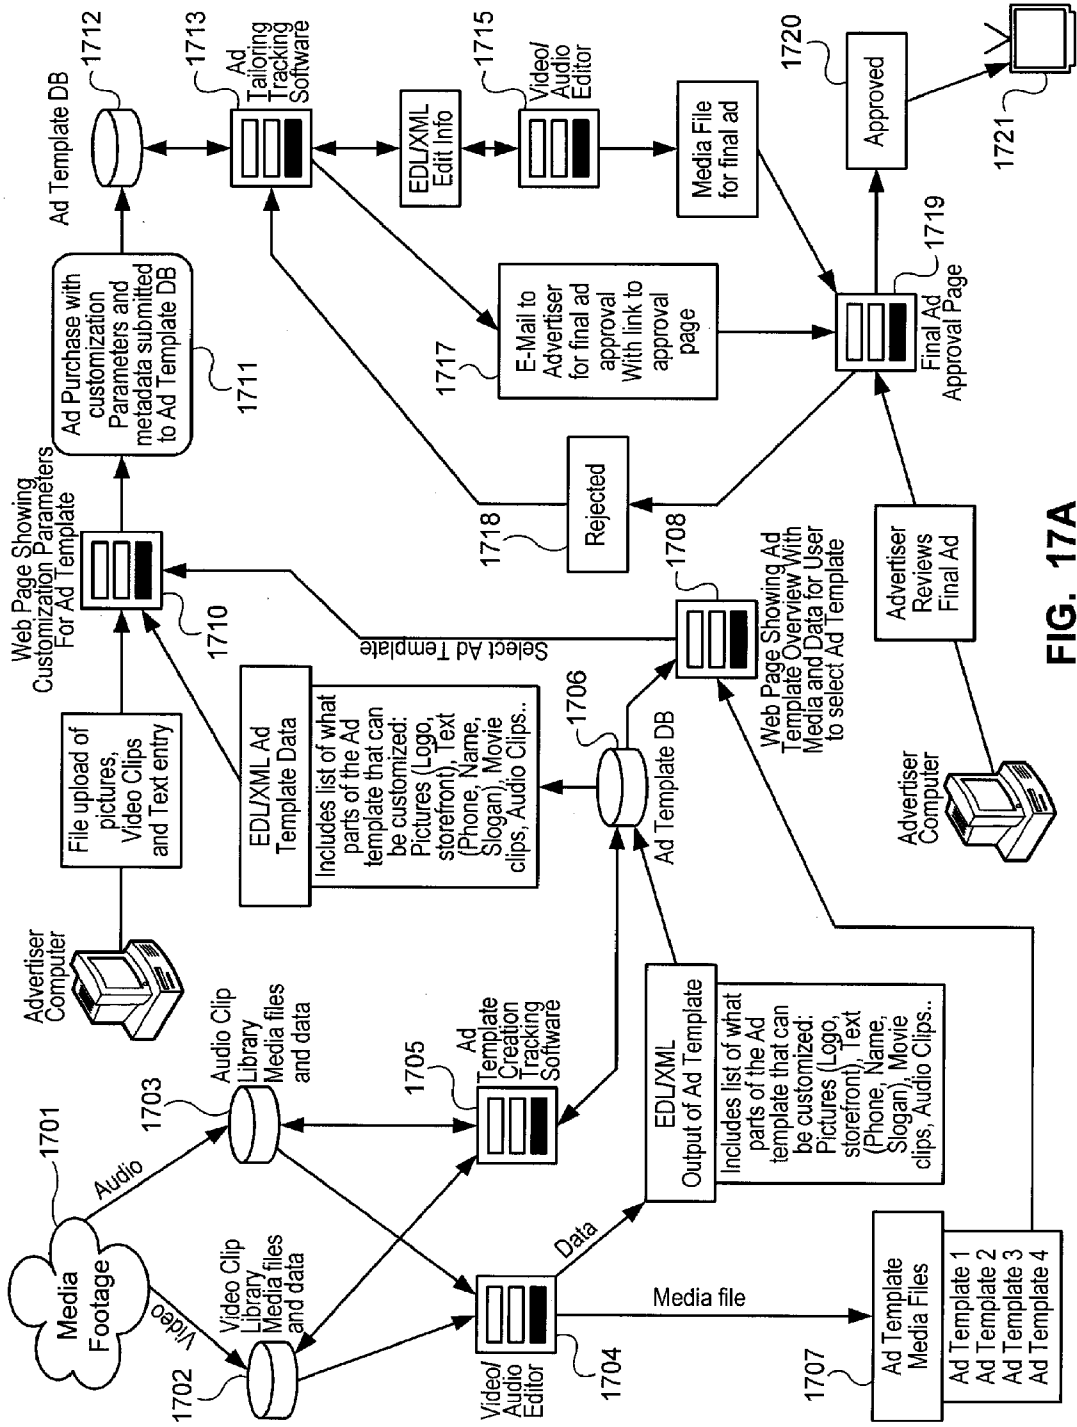 1701
Media
Footage
Audio
Video
1702
Video Clip
Library
Media files
and data
1703
Audio Clip
Library
Media files
and data
Video/
Audio
Editor
1704
Data
Media file
1705
Ad
Template
Creation
Tracking
Software
EDL/XML
Output of Ad Template
Includes list of what
parts of the Ad
template that can
be customized:
Pictures (Logo,
storefront), Text
(Phone, Name,
Slogan), Movie
clips, Audio Clips..
1707
Ad Template
Media Files
Ad Template 1
Ad Template 2
Ad Template 3
Ad Template 4
Advertiser
Computer
File upload of
pictures,
Video Clips
and Text entry
EDL/XML Ad
Template Data
Includes list of what
parts of the Ad
template that can
be customized:
Pictures (Logo,
storefront), Text
(Phone, Name,
Slogan), Movie
clips, Audio Clips..
1706
Ad Template DB
Web Page Showing
Customization Parameters
For Ad Template
1710
Select Ad Template
1708
Web Page Showing Ad
Template Overview With
Media and Data for User
to select Ad Template
Ad Purchase with
customization
Parameters and
metadata submitted
to Ad Template DB
1711
Ad Template DB
1712
1713
Ad
Tailoring
Tracking
Software
EDL/XML
Edit Info
1715
Video/
Audio
Editor
Media File
for final ad
E-Mail to
Advertiser
for final ad
approval
With link to
approval
page
1717
Rejected
1718
1719
Final Ad
Approval Page
Advertiser
Computer
Advertiser
Reviews
Final Ad
Approved
1720
1721
FIG. 17A